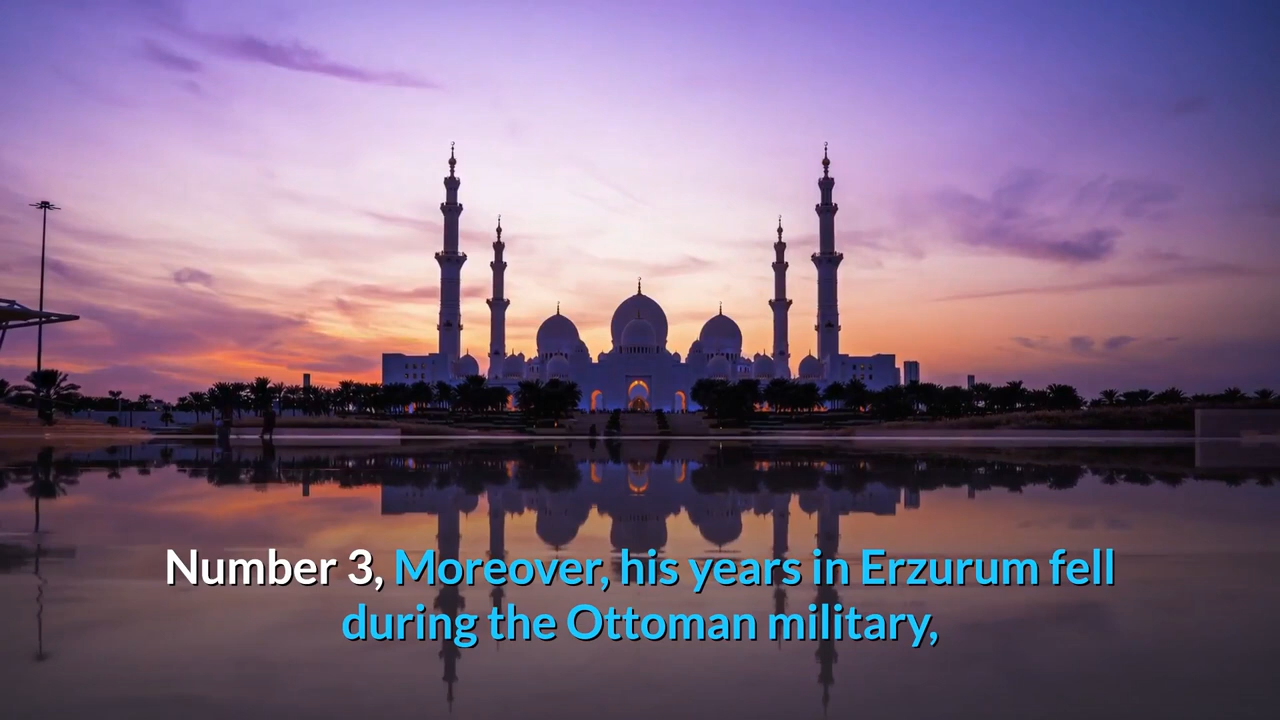 Number 3, Moreover, his years in Erzurum fell
during the Ottoman military,